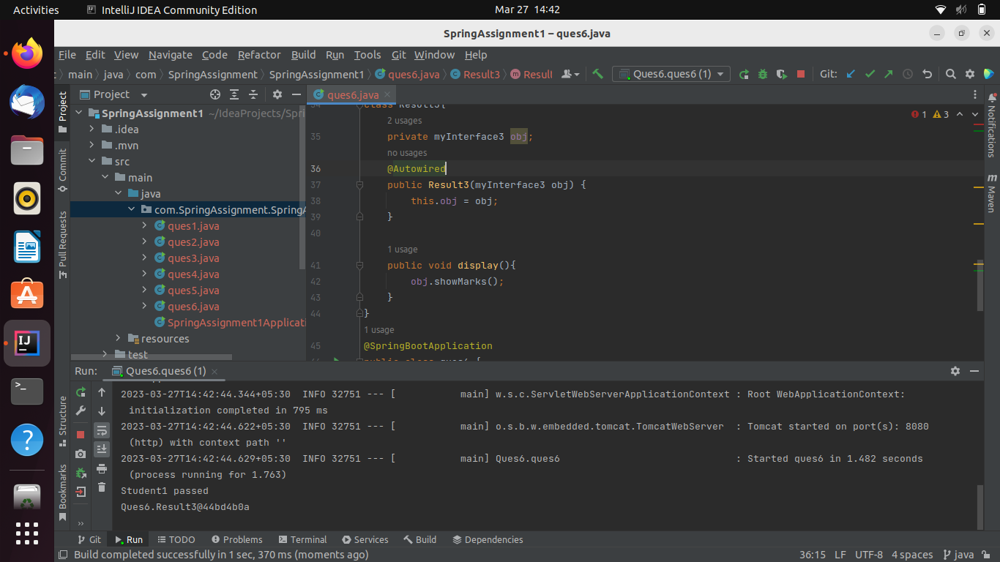 Activities IntelliJ IDEA Community Edition Mar 27 14:42
SpringAssignment1 – ques6.java
File Edit View Navigate Code Refactor Build Run Tools Git Window Help
main java com SpringAssignment SpringAssignment1 ques6.java Result3 Ques6.ques6 (1) Git:
Project
Project
SpringAssignment1 ~/IdeaProjects/Spri
.idea
.mvn
src
main
java
com.SpringAssignment.SpringA
ques1.java
ques2.java
ques3.java
ques4.java
ques5.java
ques6.java
SpringAssignment1Applicati
resources
test
Commit
Pull Requests
Structure
Bookmarks
ques6.java
1 3
34 class Result3{
2 usages
35 private myInterface3 obj;
no usages
36 @Autowired
37 public Result3(myInterface3 obj) {
38 this.obj = obj;
39 }
40
1 usage
41 public void display(){
42 obj.showMarks();
43 }
44 }
1 usage
45 @SpringBootApplication
46 public class ques6 {
Notifications
m Maven
Run: Ques6.ques6 (1)
2023-03-27T14:42:44.344+05:30 INFO 32751 --- [ main] w.s.c.ServletWebServerApplicationContext : Root WebApplicationContext:
initialization completed in 795 ms
2023-03-27T14:42:44.622+05:30 INFO 32751 --- [ main] o.s.b.w.embedded.tomcat.TomcatWebServer : Tomcat started on port(s): 8080
(http) with context path ''
2023-03-27T14:42:44.629+05:30 INFO 32751 --- [ main] Ques6.ques6 : Started ques6 in 1.482 seconds
(process running for 1.763)
Student1 passed
Ques6.Result3@44bd4b0a
Git Run TODO Problems Terminal Services Build Dependencies
Build completed successfully in 1 sec, 370 ms (moments ago) 36:15 LF UTF-8 4 spaces java